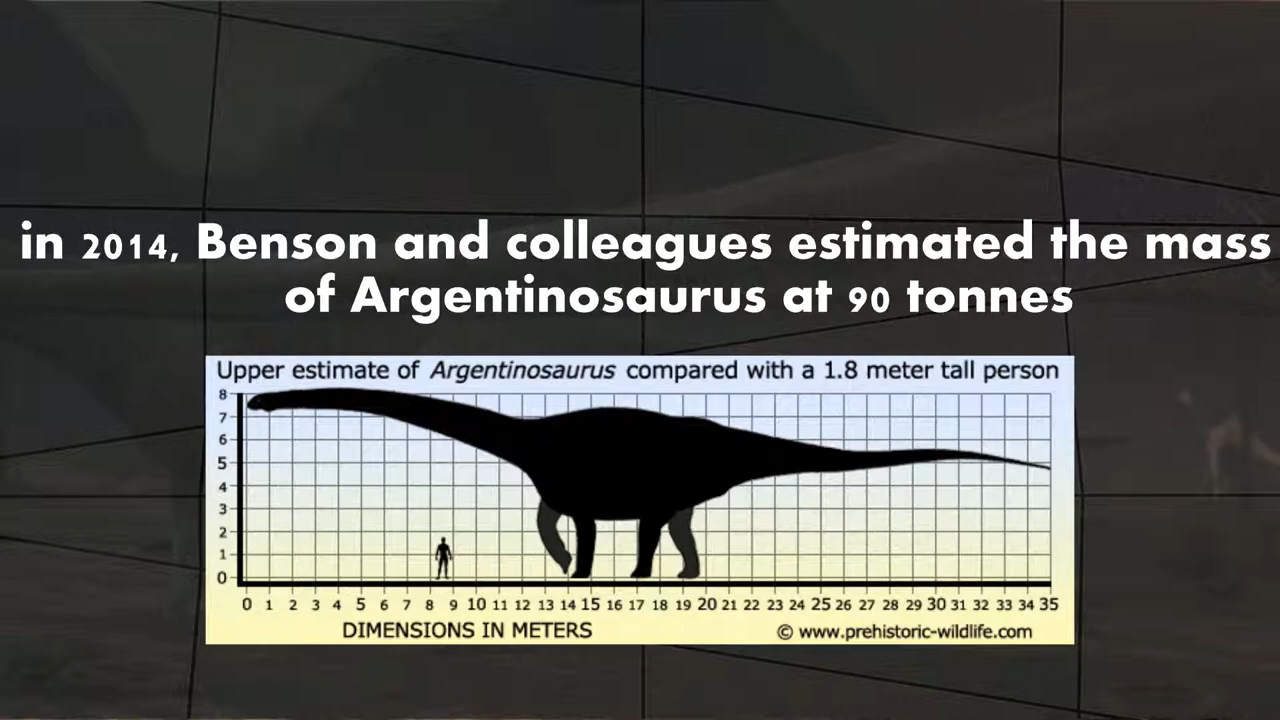 in 2014, Benson and colleagues estimated the mass
of Argentinosaurus at 90 tonnes
Upper estimate of Argentinosaurus compared with a 1.8 meter tall person
8
7
6
5
4
3
2
1
0
0 1 2 3 4 5 6 7 8 9 10 11 12 13 14 15 16 17 18 19 20 21 22 23 24 25 26 27 28 29 30 31 32 33 34 35
DIMENSIONS IN METERS © www.prehistoric-wildlife.com